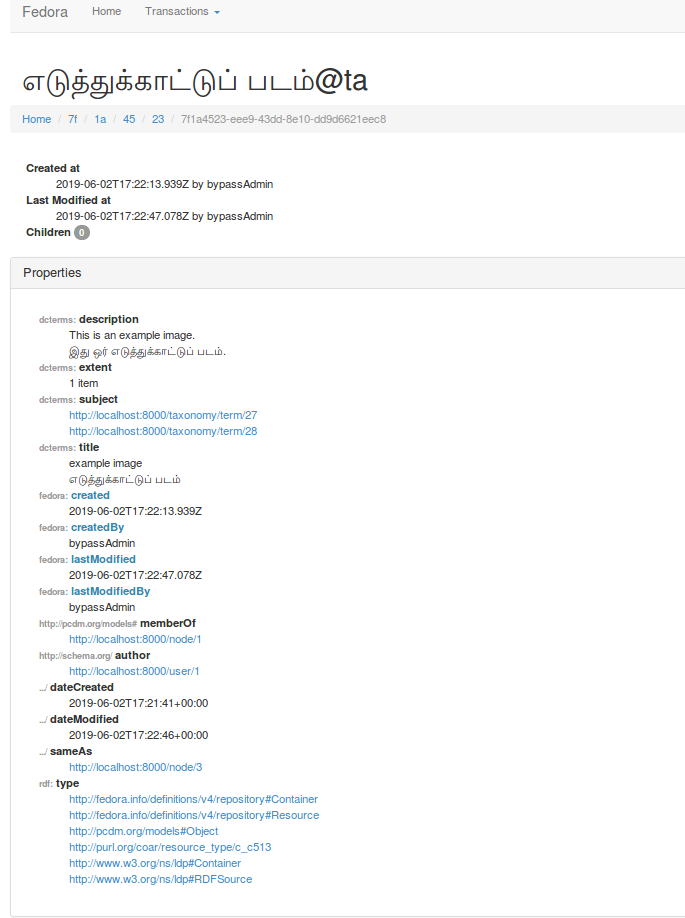 Fedora Home Transactions
எடுத்துக்காட்டுப் படம்@ta
Home / 7f / 1a / 45 / 23 / 7f1a4523-eee9-43dd-8e10-dd9d6621eec8
Created at
2019-06-02T17:22:13.939Z by bypassAdmin
Last Modified at
2019-06-02T17:22:47.078Z by bypassAdmin
Children 0
Properties
dcterms: description
This is an example image.
இது ஒர் எடுத்துக்காட்டுப் படம்.
dcterms: extent
1 item
dcterms: subject
http://localhost:8000/taxonomy/term/27
http://localhost:8000/taxonomy/term/28
dcterms: title
example image
எடுத்துக்காட்டுப் படம்
fedora: created
2019-06-02T17:22:13.939Z
fedora: createdBy
bypassAdmin
fedora: lastModified
2019-06-02T17:22:47.078Z
fedora: lastModifiedBy
bypassAdmin
http://pcdm.org/models# memberOf
http://localhost:8000/node/1
http://schema.org/ author
http://localhost:8000/user/1
.../ dateCreated
2019-06-02T17:21:41+00:00
.../ dateModified
2019-06-02T17:22:46+00:00
.../ sameAs
http://localhost:8000/node/3
rdf: type
http://fedora.info/definitions/v4/repository#Container
http://fedora.info/definitions/v4/repository#Resource
http://pcdm.org/models#Object
http://purl.org/coar/resource_type/c_c513
http://www.w3.org/ns/ldp#Container
http://www.w3.org/ns/ldp#RDFSource